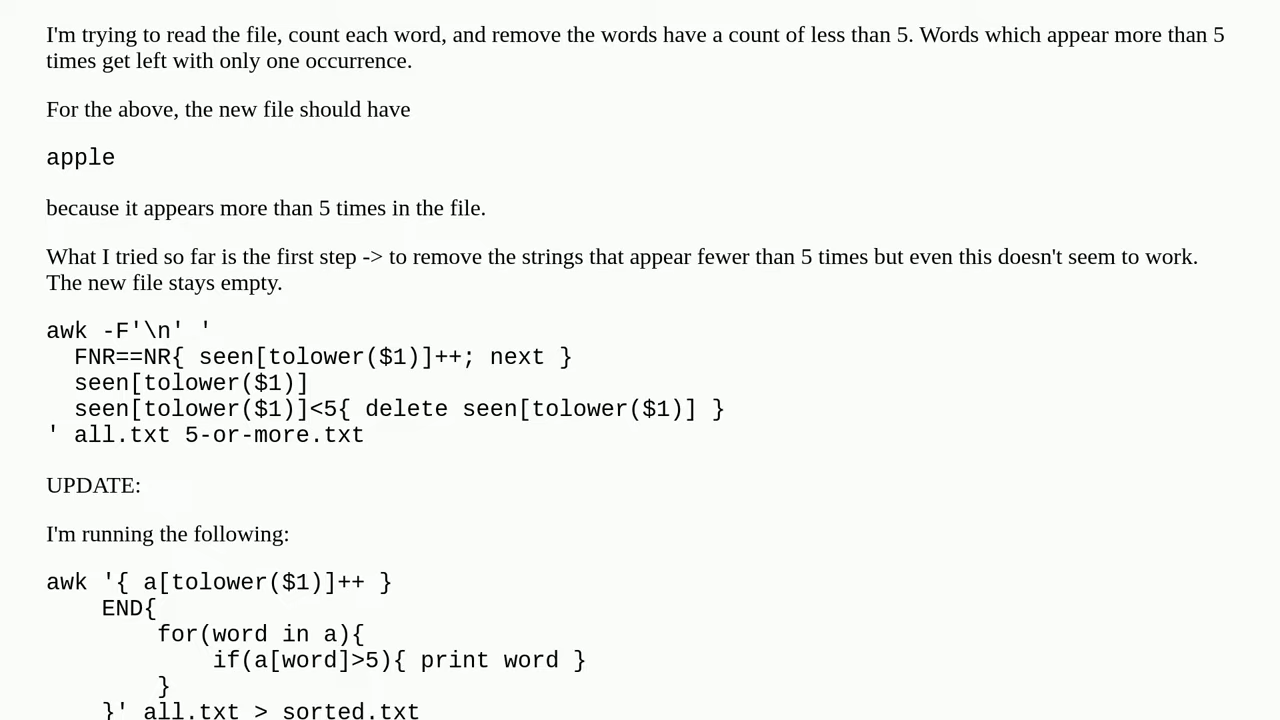 I'm trying to read the file, count each word, and remove the words have a count of less than 5. Words which appear more than 5
times get left with only one occurrence.
For the above, the new file should have
apple
because it appears more than 5 times in the file.
What I tried so far is the first step -> to remove the strings that appear fewer than 5 times but even this doesn't seem to work.
The new file stays empty.
awk -F'\n' '
  FNR==NR{ seen[tolower($1)]++; next }
  seen[tolower($1)]
  seen[tolower($1)]<5{ delete seen[tolower($1)] }
' all.txt 5-or-more.txt
UPDATE:
I'm running the following:
awk '{ a[tolower($1)]++ }
    END{
        for(word in a){
            if(a[word]>5){ print word }
        }
    }' all.txt > sorted.txt